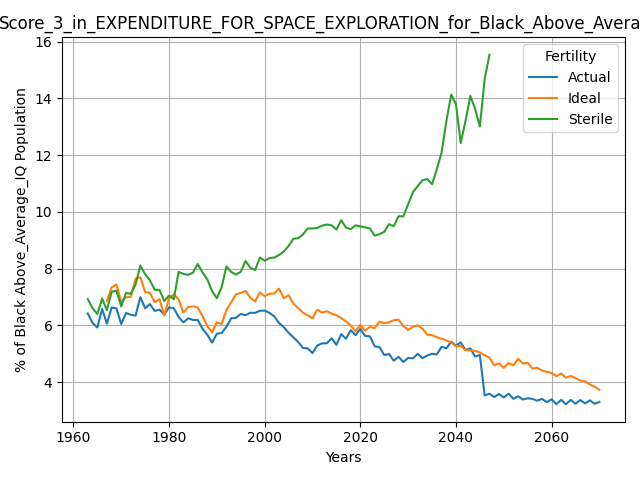 Score_3_in_EXPENDITURE_FOR_SPACE_EXPLORATION_for_Black_Above_Avera
% of Black Above_Average_IQ Population
16
14
12
10
8
6
4
Fertility
Actual
Ideal
Sterile
1960 1980 2000 2020 2040 2060
Years